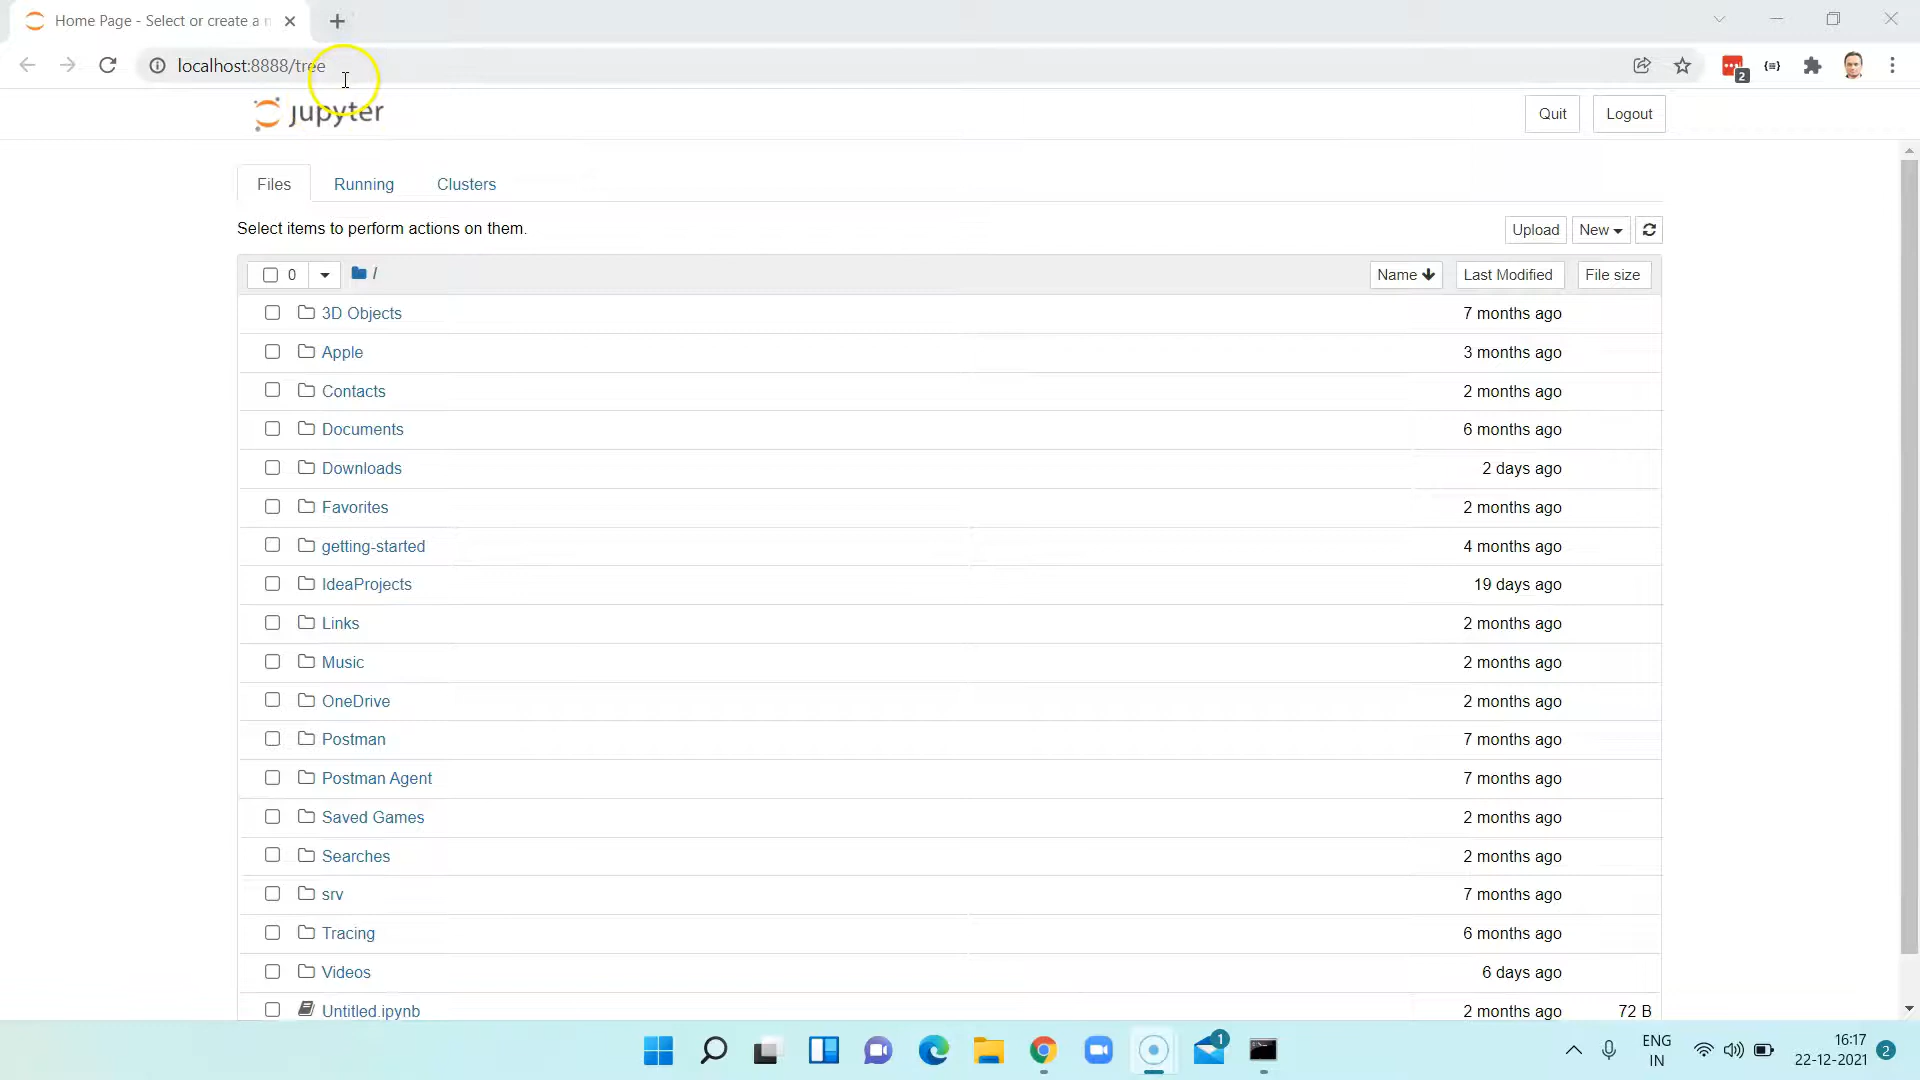 Home Page - Select or create a n
localhost:8888/tree
2
jupyter
Quit
Logout
Files
Running
Clusters
Select items to perform actions on them.
Upload
New
0
/
Name
Last Modified
File size
3D Objects
7 months ago
Apple
3 months ago
Contacts
2 months ago
Documents
6 months ago
Downloads
2 days ago
Favorites
2 months ago
getting-started
4 months ago
IdeaProjects
19 days ago
Links
2 months ago
Music
2 months ago
OneDrive
2 months ago
Postman
7 months ago
Postman Agent
7 months ago
Saved Games
2 months ago
Searches
2 months ago
srv
7 months ago
Tracing
6 months ago
Videos
6 days ago
Untitled.ipynb
2 months ago
72 B
1
ENG
IN
16:17
22-12-2021
2